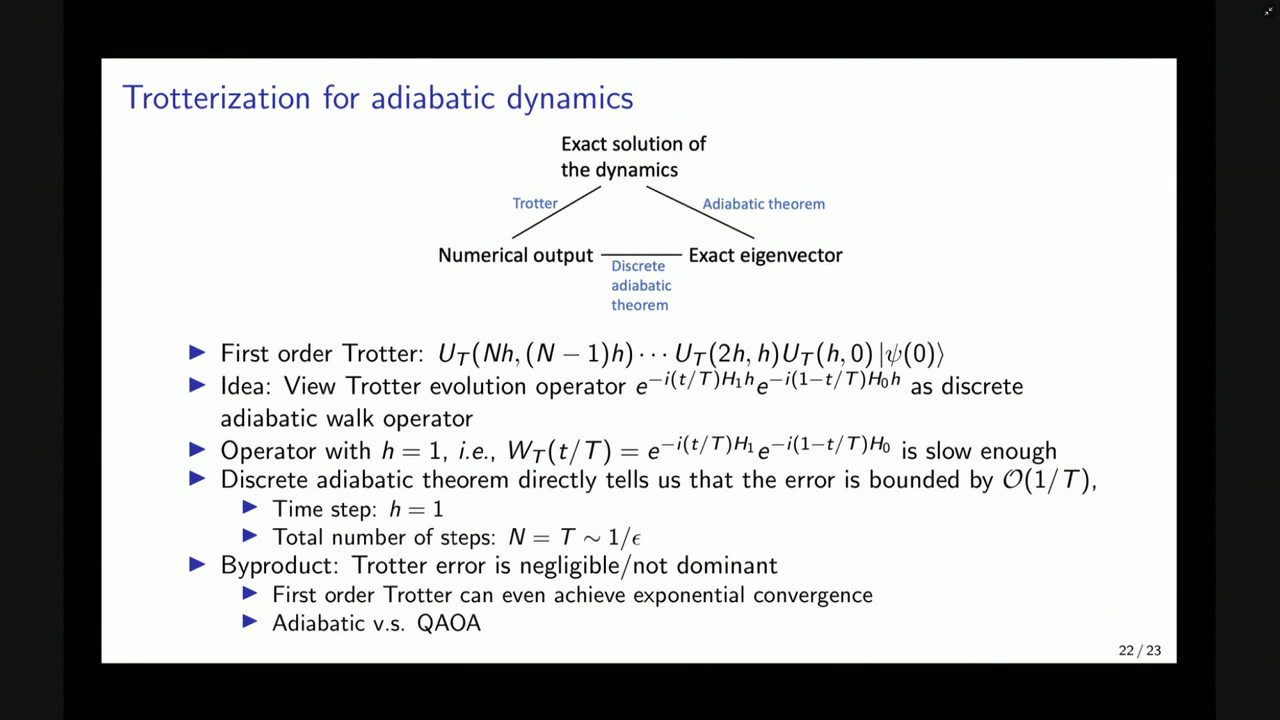 Trotterization for adiabatic dynamics
Exact solution of
the dynamics
Trotter
Adiabatic theorem
Numerical output
Exact eigenvector
Discrete
adiabatic
theorem
▶ First order Trotter: U_T(Nh, (N − 1)h) ··· U_T(2h, h)U_T(h, 0) |ψ(0)⟩
▶ Idea: View Trotter evolution operator e^{−i(t/T)H_1h}e^{−i(1−t/T)H_0h} as discrete
adiabatic walk operator
▶ Operator with h = 1, i.e., W_T(t/T) = e^{−i(t/T)H_1}e^{−i(1−t/T)H_0} is slow enough
▶ Discrete adiabatic theorem directly tells us that the error is bounded by 𝒪(1/T),
▶ Time step: h = 1
▶ Total number of steps: N = T ∼ 1/ϵ
▶ Byproduct: Trotter error is negligible/not dominant
▶ First order Trotter can even achieve exponential convergence
▶ Adiabatic v.s. QAOA
22 / 23